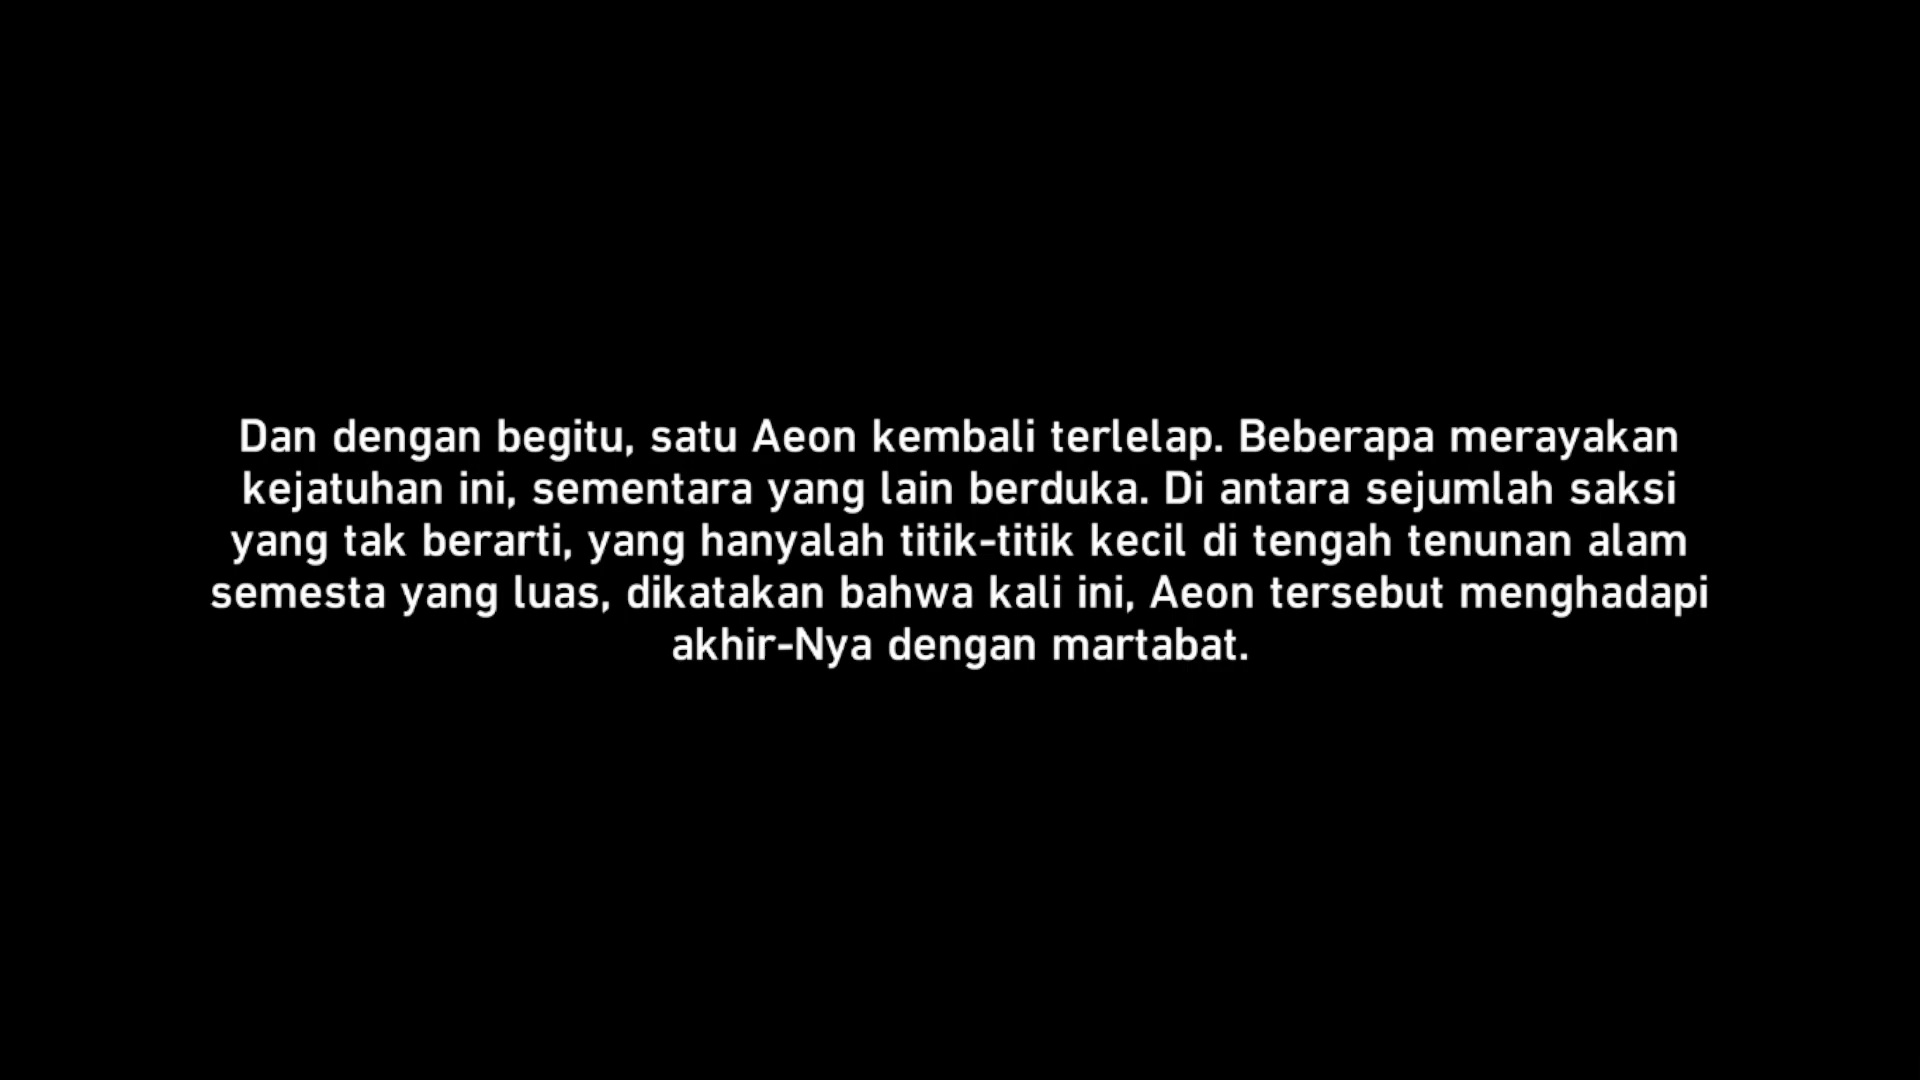 Dan dengan begitu, satu Aeon kembali terlelap. Beberapa merayakan
kejatuhan ini, sementara yang lain berduka. Di antara sejumlah saksi
yang tak berarti, yang hanyalah titik-titik kecil di tengah tenunan alam
semesta yang luas, dikatakan bahwa kali ini, Aeon tersebut menghadapi
akhir-Nya dengan martabat.